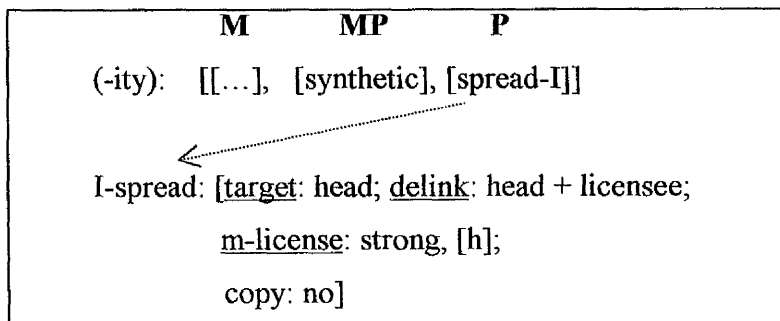 M MP P
(-ity): [[…], [synthetic], [spread-I]]
I-spread: [target: head; delink: head + licensee;
m-license: strong, [h];
copy: no]